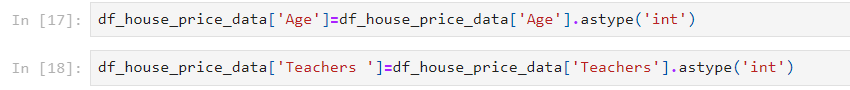 In [17]: df_house_price_data['Age']=df_house_price_data['Age'].astype('int')
In [18]: df_house_price_data['Teachers ']=df_house_price_data['Teachers'].astype('int')